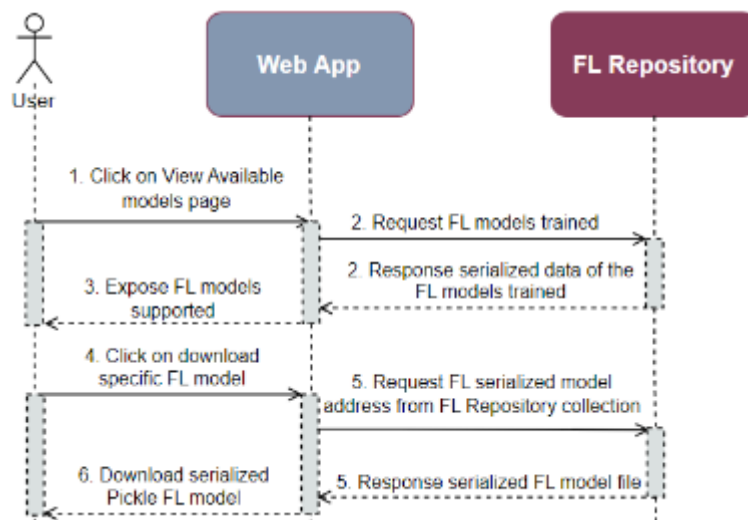 User
Web App
FL Repository
1. Click on View Available
models page
2. Request FL models trained
2. Response serialized data of the
FL models trained
3. Expose FL models
supported
4. Click on download
specific FL model
5. Request FL serialized model
address from FL Repository collection
5. Response serialized FL model file
6. Download serialized
Pickle FL model